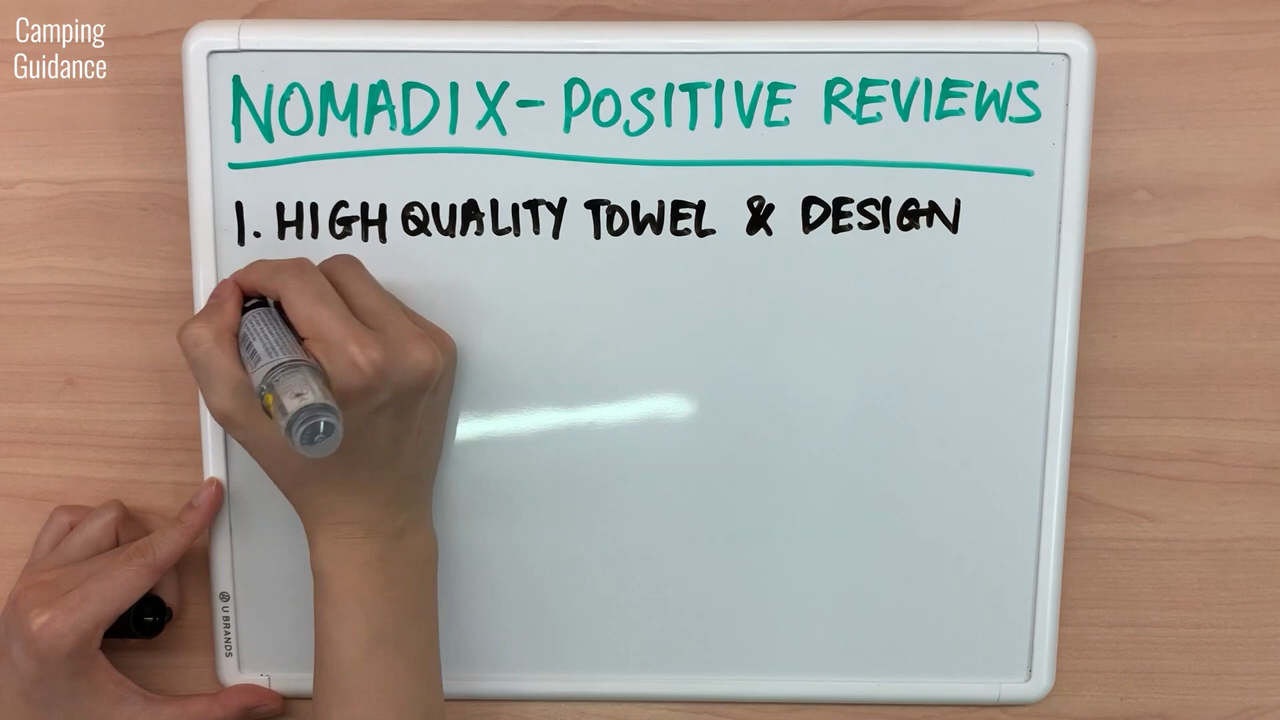 Camping
Guidance
NOMADIX - POSITIVE REVIEWS
1. HIGH QUALITY TOWEL & DESIGN
U BRANDS